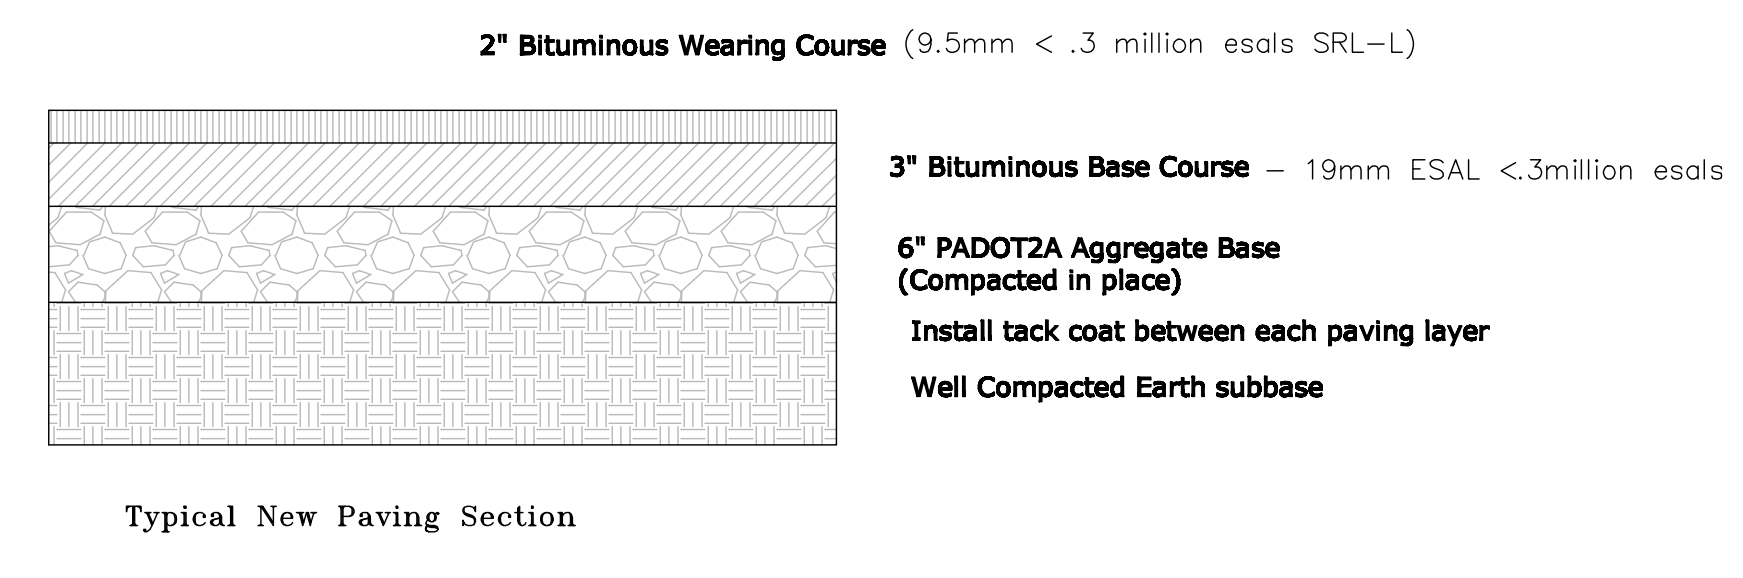 2" Bituminous Wearing Course (9.5mm < .3 million esals SRL-L)
3" Bituminous Base Course - 19mm ESAL <.3million esals
6" PADOT2A Aggregate Base
(Compacted in place)
Install tack coat between each paving layer
Well Compacted Earth subbase
Typical New Paving Section